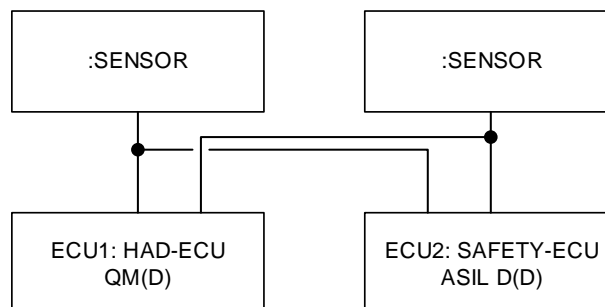 :SENSOR
:SENSOR
ECU1: HAD-ECU
QM(D)
ECU2: SAFETY-ECU
ASIL D(D)